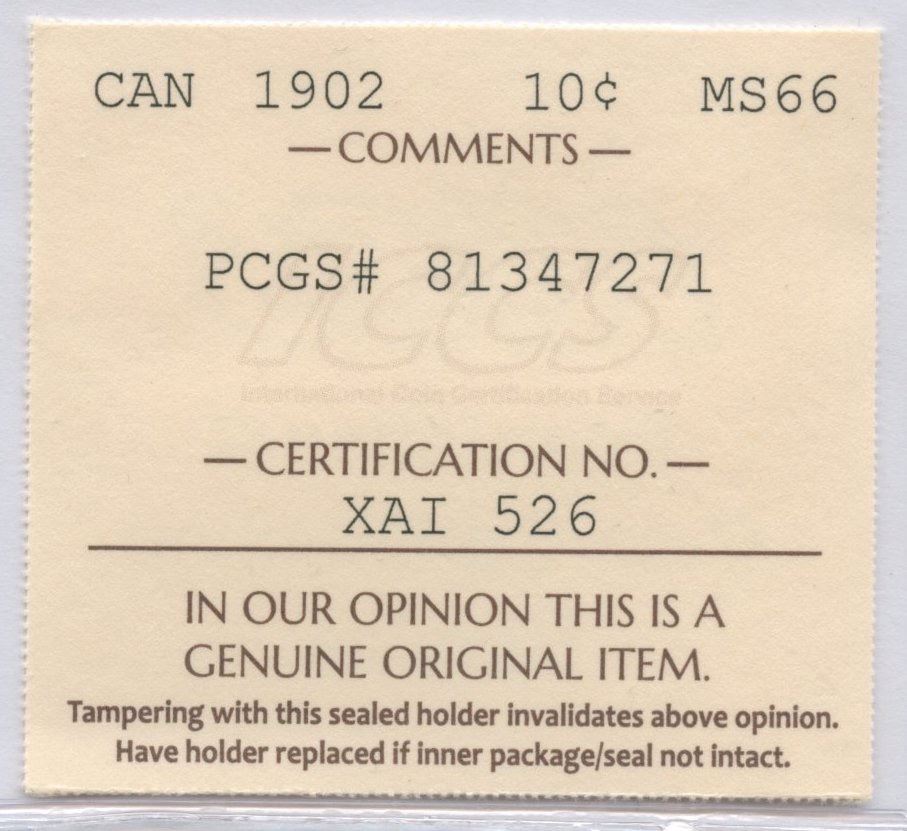 CAN 1902 10¢ MS66
— COMMENTS —
PCGS# 81347271
ICCS
International Coin Certification Service
— CERTIFICATION NO. —
XAI 526
IN OUR OPINION THIS IS A
GENUINE ORIGINAL ITEM.
Tampering with this sealed holder invalidates above opinion.
Have holder replaced if inner package/seal not intact.